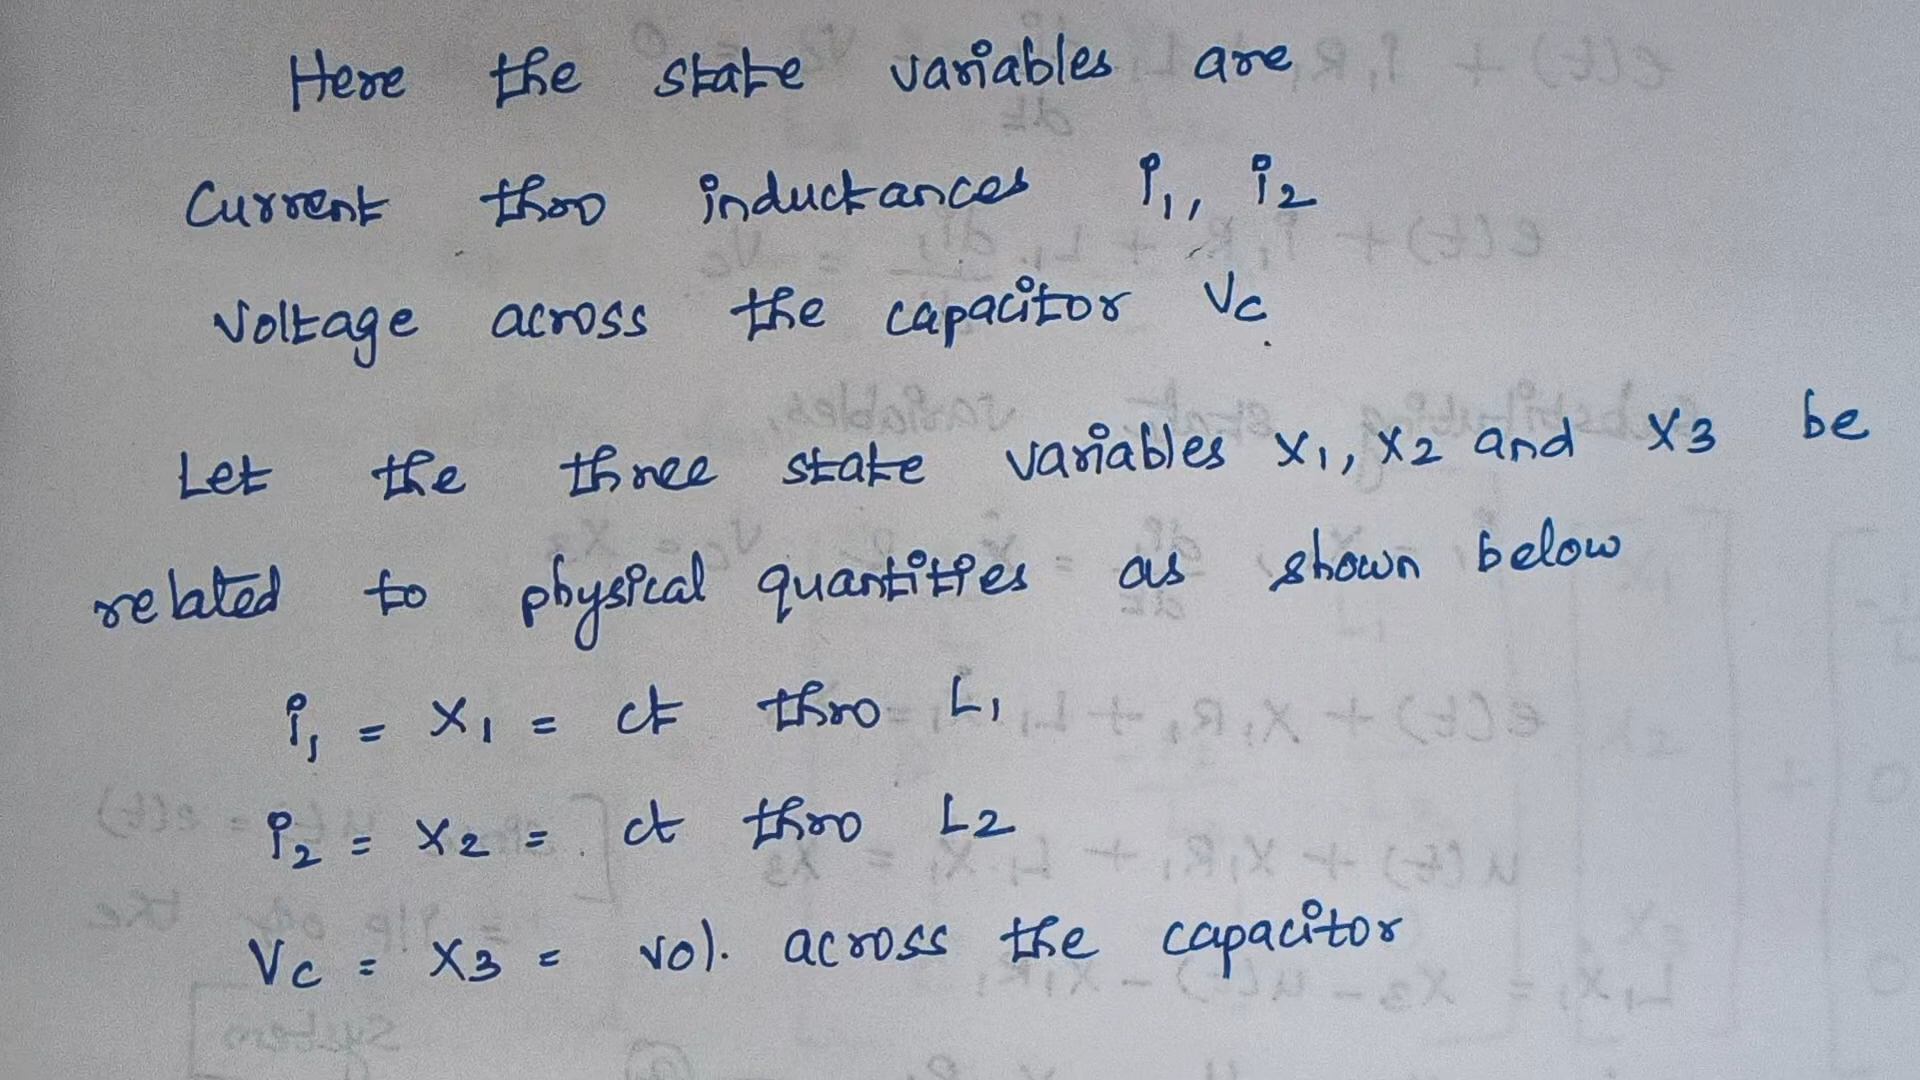 Here the state variables are
Current thro inductances i1, i2
Voltage across the capacitor Vc.
Let the three state variables X1, X2 and X3 be
related to physical quantities as shown below
i1 = X1 = ct thro L1
i2 = X2 = ct thro L2
Vc = X3 = vol. across the capacitor